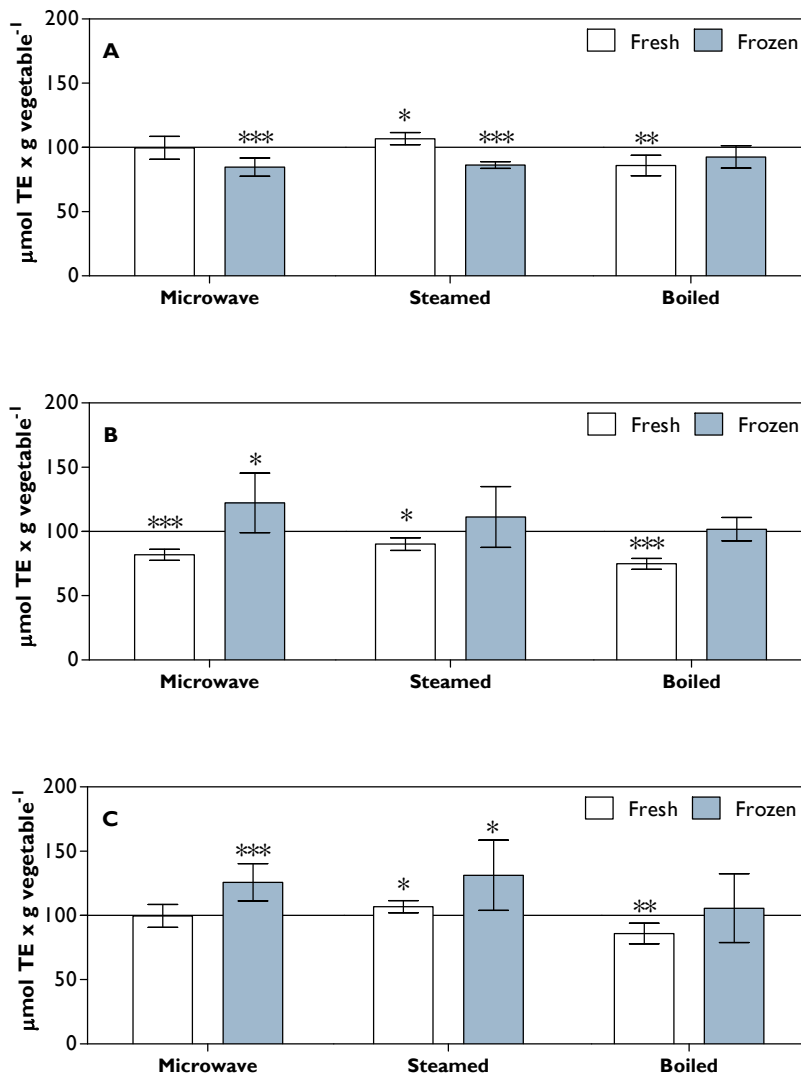 200
A
Fresh Frozen
μmol TE x g vegetable⁻¹
150
***
*
***
**
100
50
0
Microwave Steamed Boiled
200
B
Fresh Frozen
μmol TE x g vegetable⁻¹
150
***
*
*
***
100
50
0
Microwave Steamed Boiled
200
C
Fresh Frozen
μmol TE x g vegetable⁻¹
150
***
*
*
**
100
50
0
Microwave Steamed Boiled